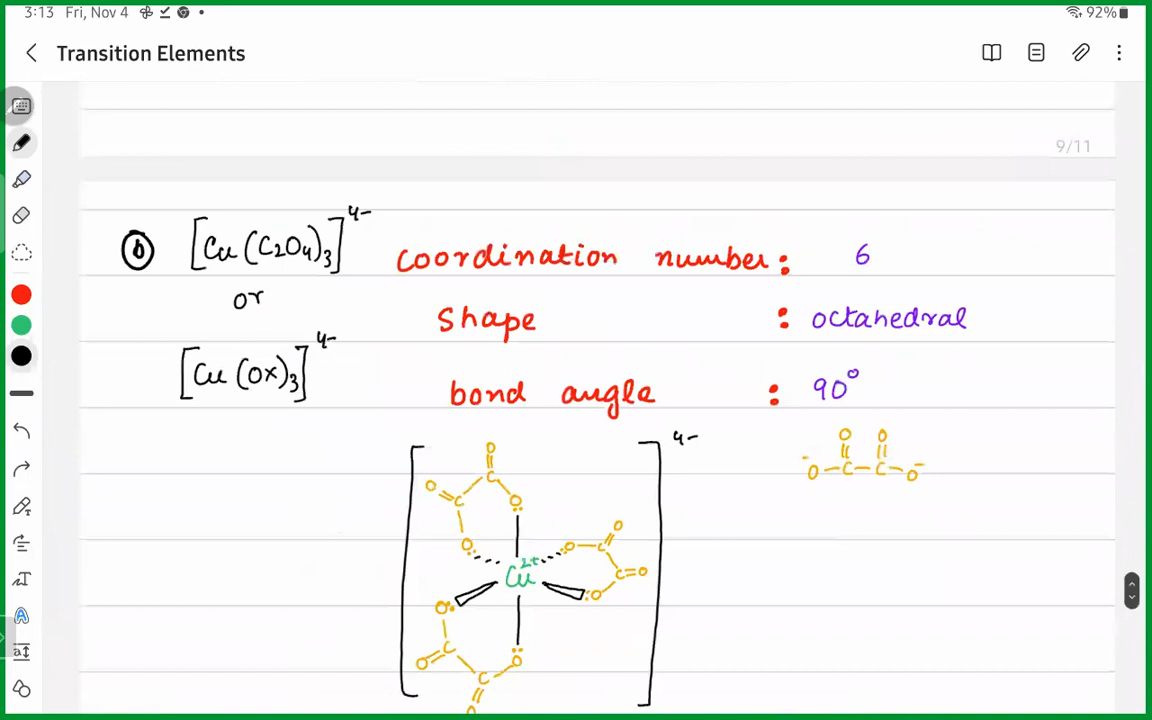 3:13 Fri, Nov 4
92%
Transition Elements
9/11
6 [Cu(C2O4)3]4- coordination number : 6
or
shape : octahedral
[Cu(Ox)3]4-
bond angle : 90°
4-
O O
-O-C-C-O-
O
C
O C O
O O C O
Cu2+
C=O
O O
C O
O C
O